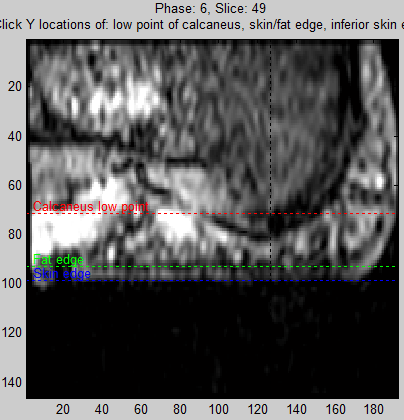 Phase: 6, Slice: 49
Click Y locations of: low point of calcaneus, skin/fat edge, inferior skin e
20
40
60
Calcaneus low point
80
Fat edge
Skin edge
100
120
140
20 40 60 80 100 120 140 160 180